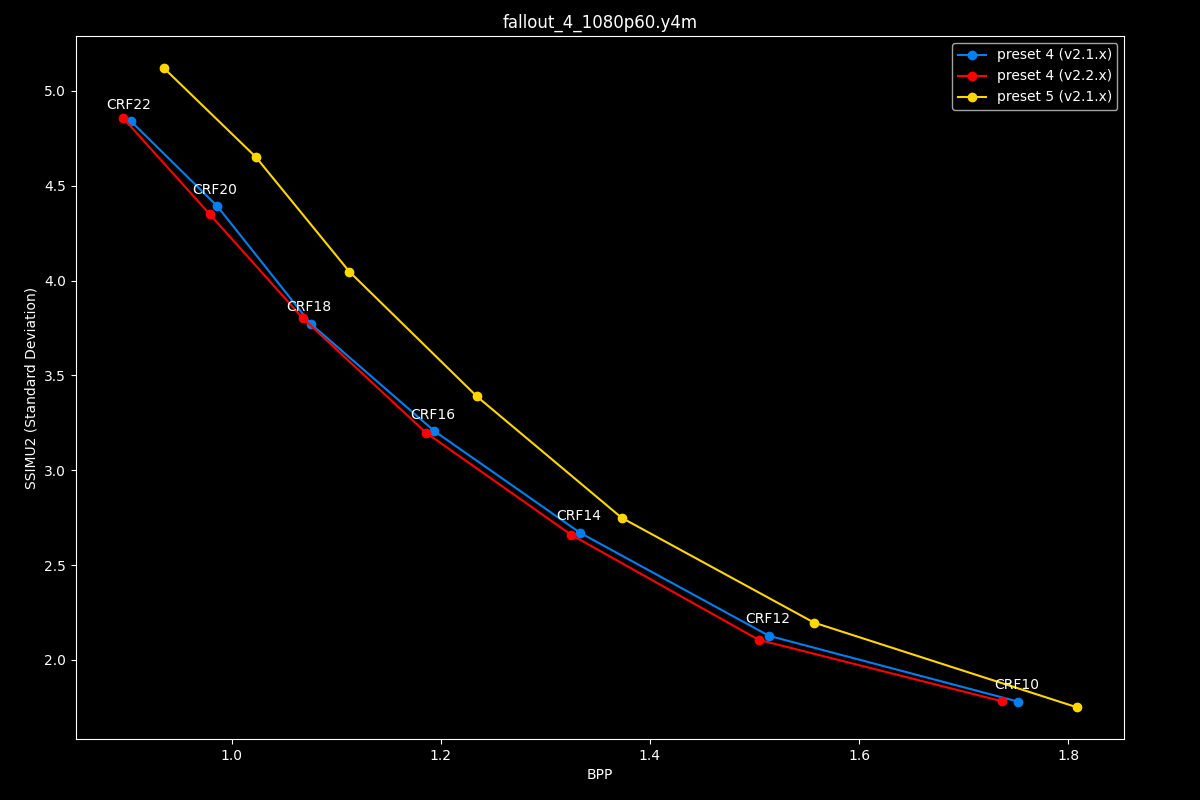 fallout_4_1080p60.y4m
preset 4 (v2.1.x)
preset 4 (v2.2.x)
preset 5 (v2.1.x)
SSIMU2 (Standard Deviation)
5.0
4.5
4.0
3.5
3.0
2.5
2.0
CRF22
CRF20
CRF18
CRF16
CRF14
CRF12
CRF10
1.0
1.2
1.4
1.6
1.8
BPP